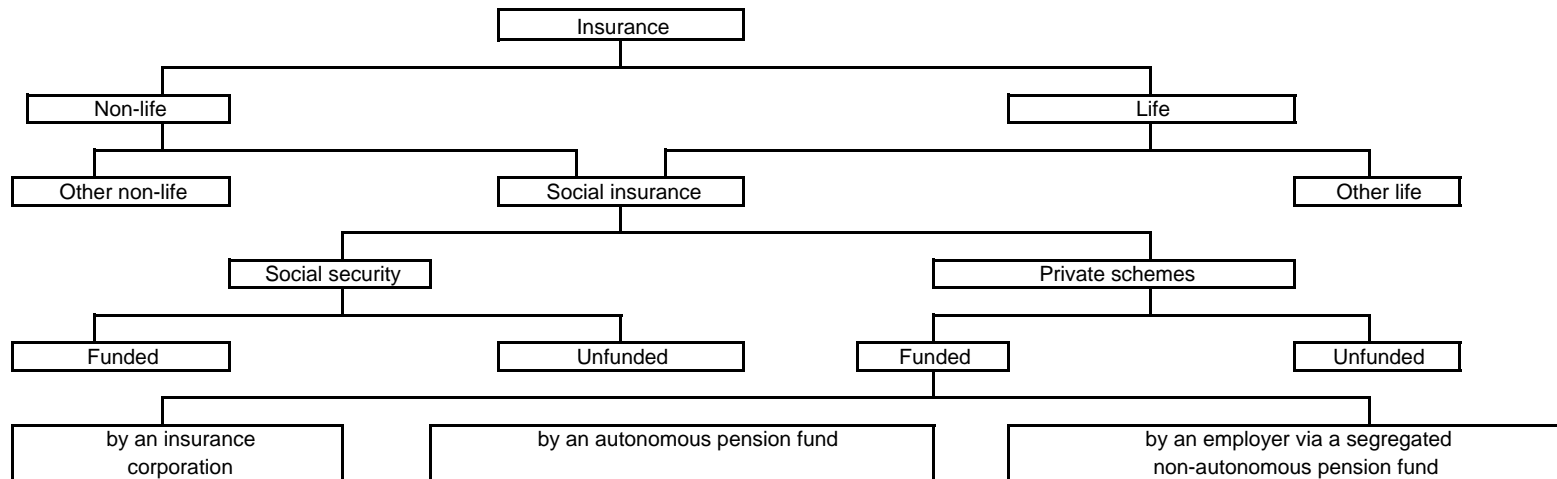 Insurance
Non-life
Life
Other non-life
Social insurance
Other life
Social security
Private schemes
Funded
Unfunded
Funded
Unfunded
by an insurance
corporation
by an autonomous pension fund
by an employer via a segregated
non-autonomous pension fund